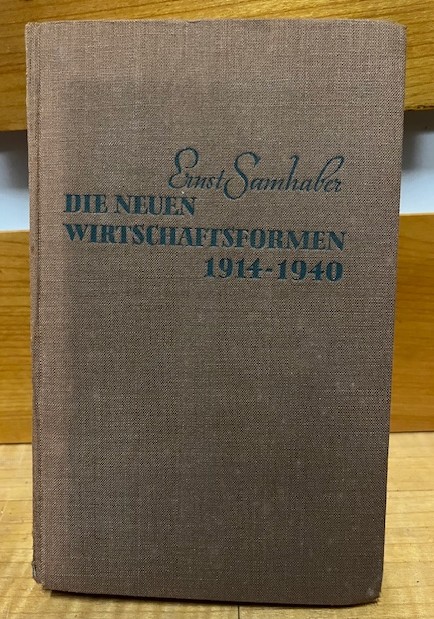 Ernst Samhaber
DIE NEUEN
WIRTSCHAFTSFORMEN
1914-1940